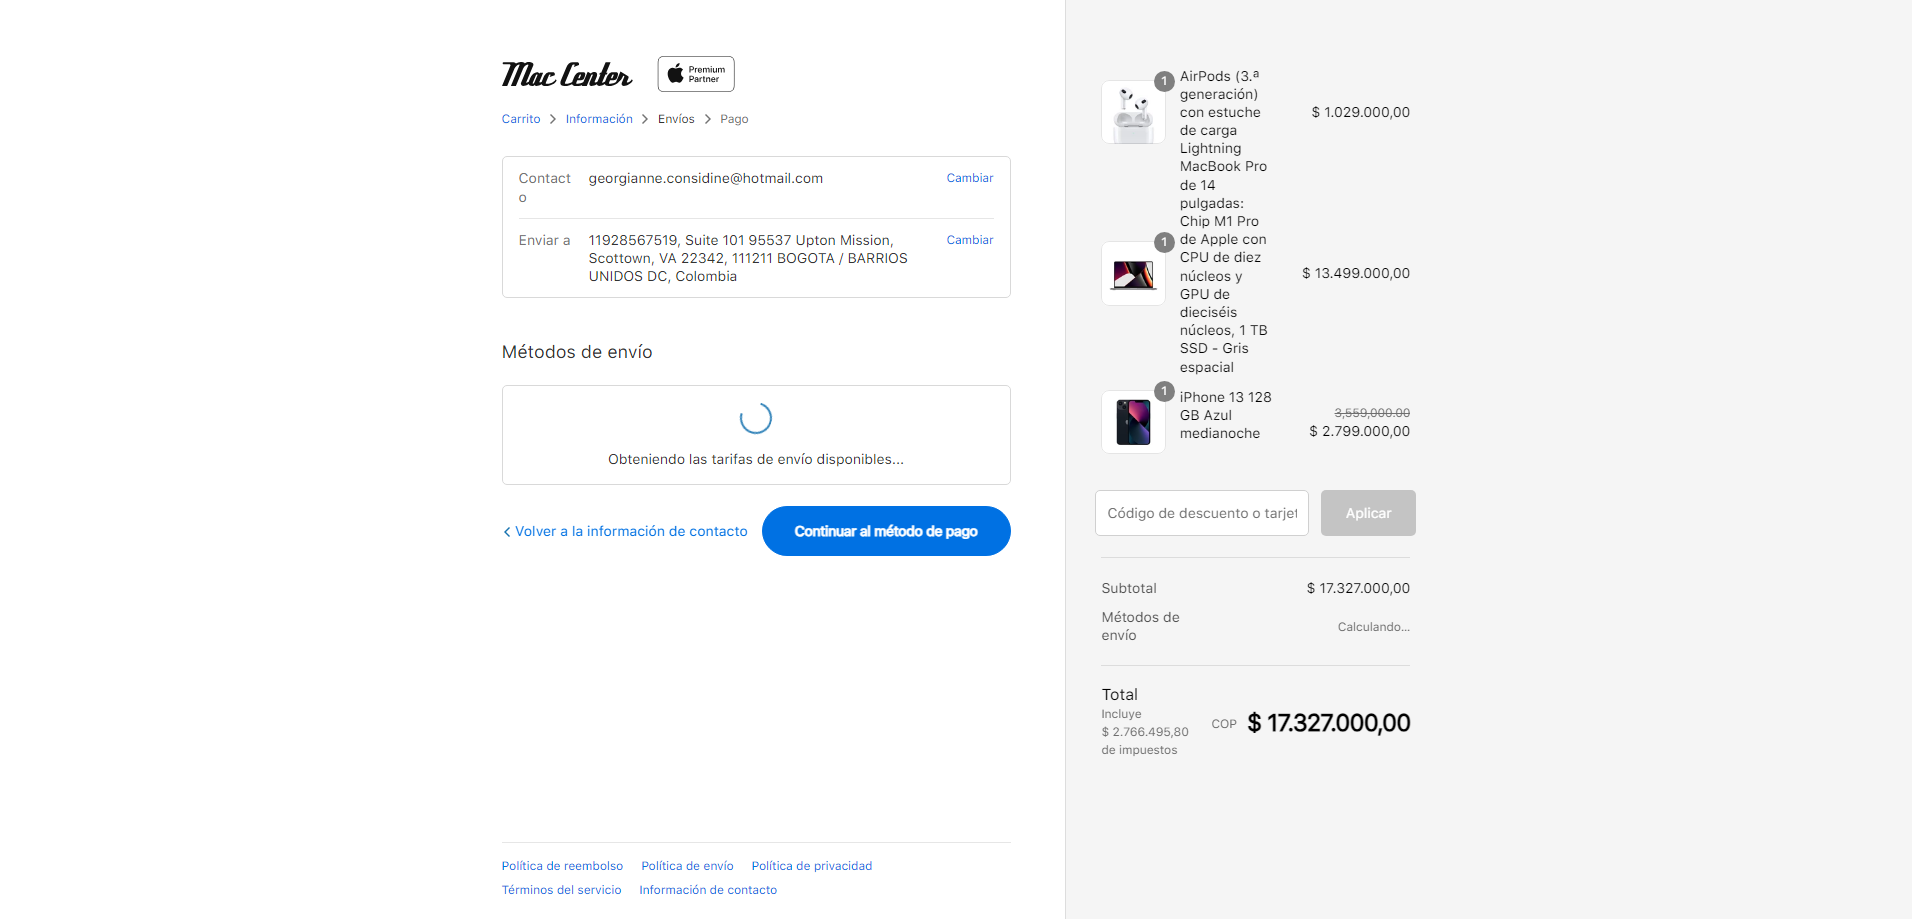 Mac Center
Premium
Partner
Carrito > Información > Envíos > Pago
Contact
o
georgianne.considine@hotmail.com
Cambiar
Enviar a
11928567519, Suite 101 95537 Upton Mission,
Scottown, VA 22342, 111211 BOGOTA / BARRIOS
UNIDOS DC, Colombia
Cambiar
Métodos de envío
Obteniendo las tarifas de envío disponibles...
Volver a la información de contacto
Continuar al método de pago
Política de reembolso
Política de envío
Política de privacidad
Términos del servicio
Información de contacto
1
AirPods (3.ª
generación)
con estuche
de carga
Lightning
$ 1.029.000,00
1
MacBook Pro
de 14
pulgadas:
Chip M1 Pro
de Apple con
CPU de diez
núcleos y
GPU de
dieciséis
núcleos, 1 TB
SSD - Gris
espacial
$ 13.499.000,00
1
iPhone 13 128
GB Azul
medianoche
3,559,000.00
$ 2.799.000,00
Código de descuento o tarjet
Aplicar
Subtotal
$ 17.327.000,00
Métodos de
envío
Calculando...
Total
Incluye
$ 2.766.495,80
de impuestos
COP $ 17.327.000,00